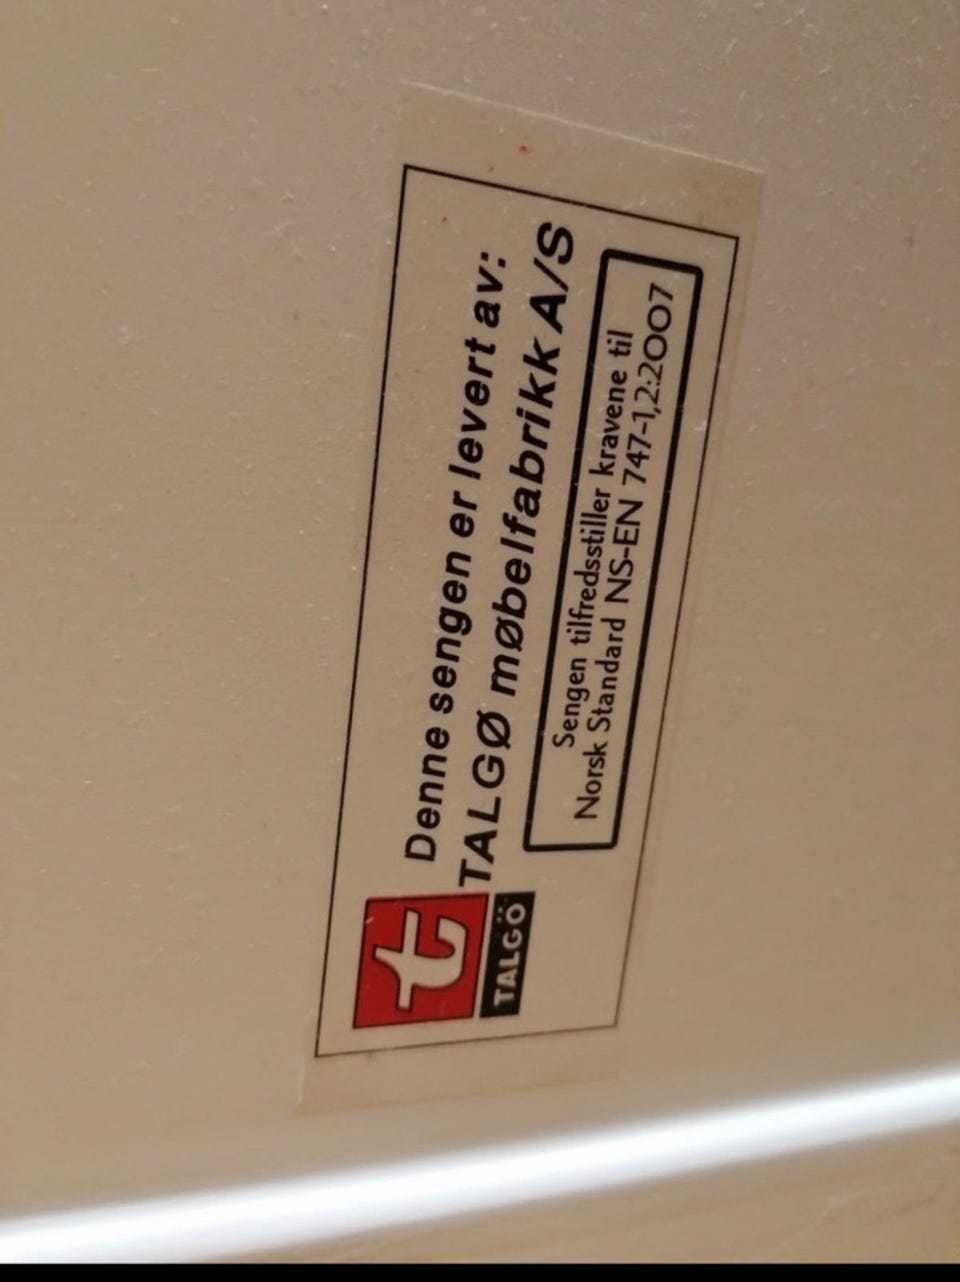 Denne sengen er levert av:
TALGØ møbelfabrikk A/S
Sengen tilfredsstiller kravene til
Norsk Standard NS-EN 747-1,2:2007
t
TALGÖ